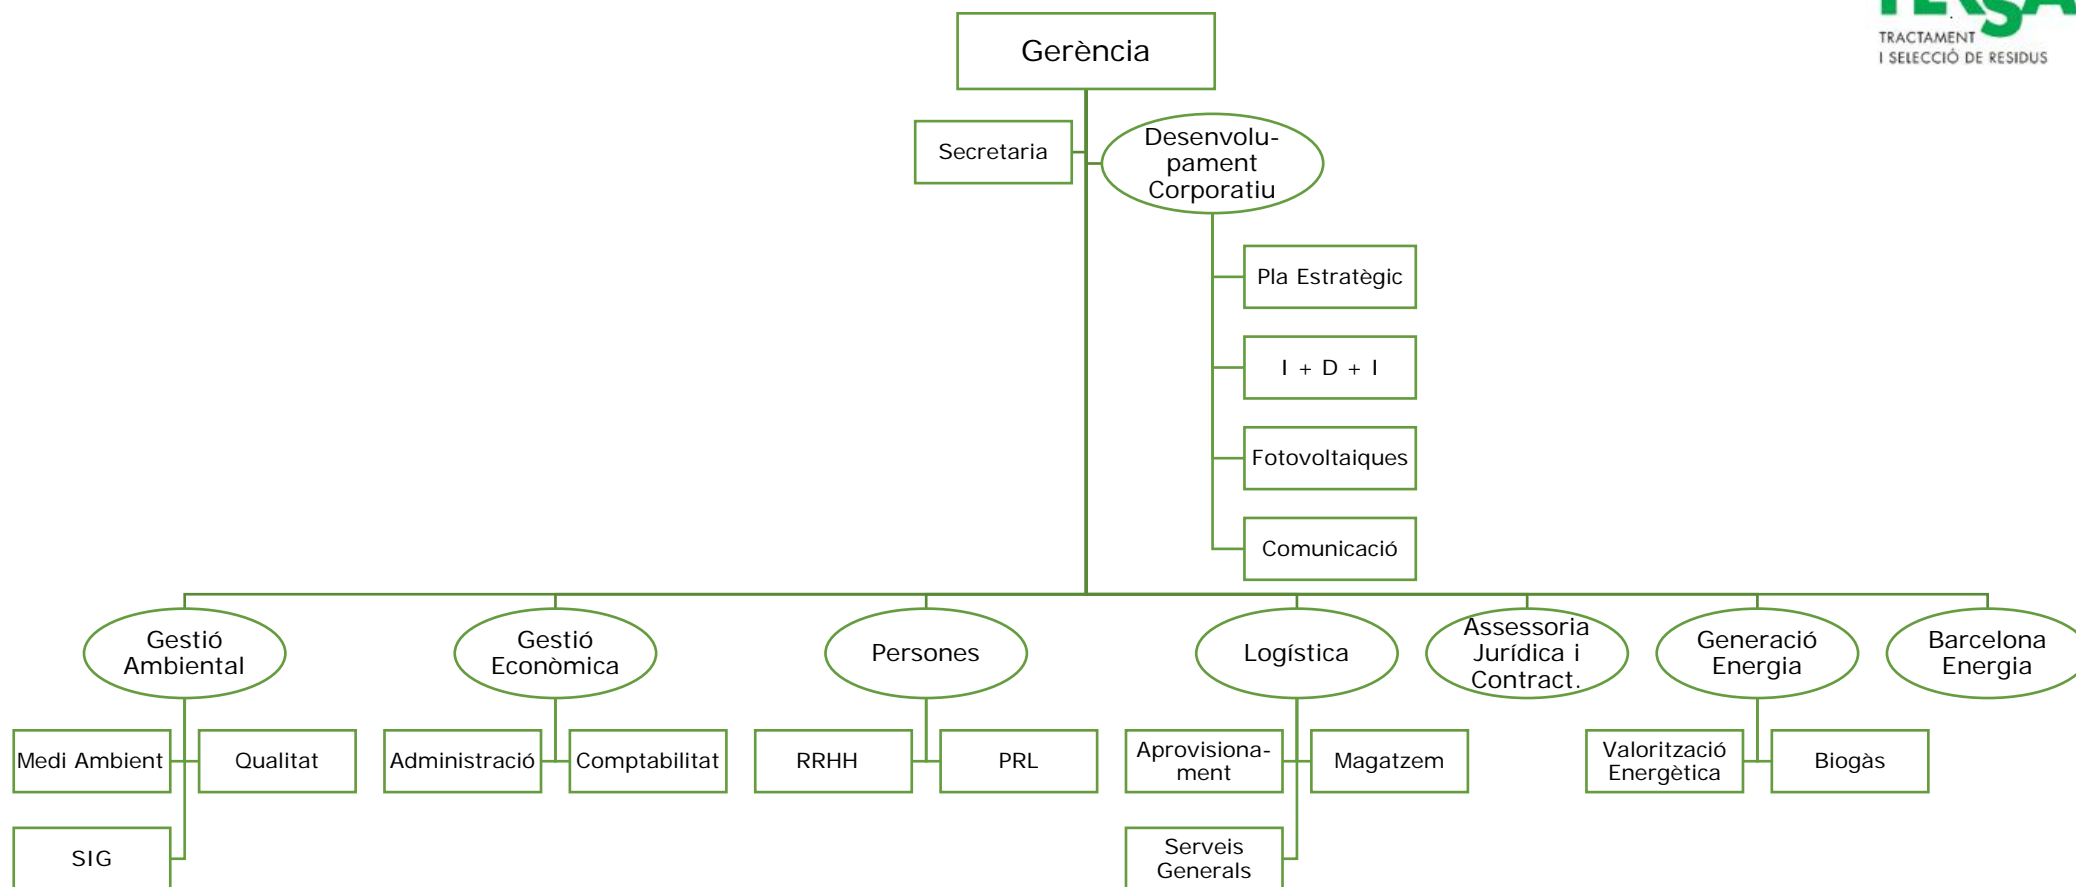 TERSA
TRACTAMENT
I SELECCIÓ DE RESIDUS
Gerència
Secretaria
Desenvolu-
pament
Corporatiu
Pla Estratègic
I + D + I
Fotovoltaiques
Comunicació
Gestió
Ambiental
Gestió
Econòmica
Persones
Logística
Assessoria
Jurídica i
Contract.
Generació
Energia
Barcelona
Energia
Medi Ambient
Qualitat
Administració
Comptabilitat
RRHH
PRL
Aprovisiona-
ment
Magatzem
Valorització
Energètica
Biogàs
SIG
Serveis
Generals